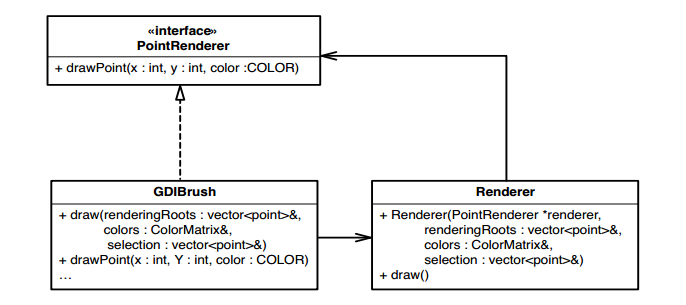 «interface»
PointRenderer
+ drawPoint(x : int, y : int, color :COLOR)
GDIBrush
+ draw(renderingRoots : vector<point>&,
colors : ColorMatrix&,
selection : vector<point>&)
+ drawPoint(x : int, Y : int, color : COLOR)
...
Renderer
+ Renderer(PointRenderer *renderer,
renderingRoots : vector<point>&,
colors : ColorMatrix&,
selection : vector<point>&)
+ draw()